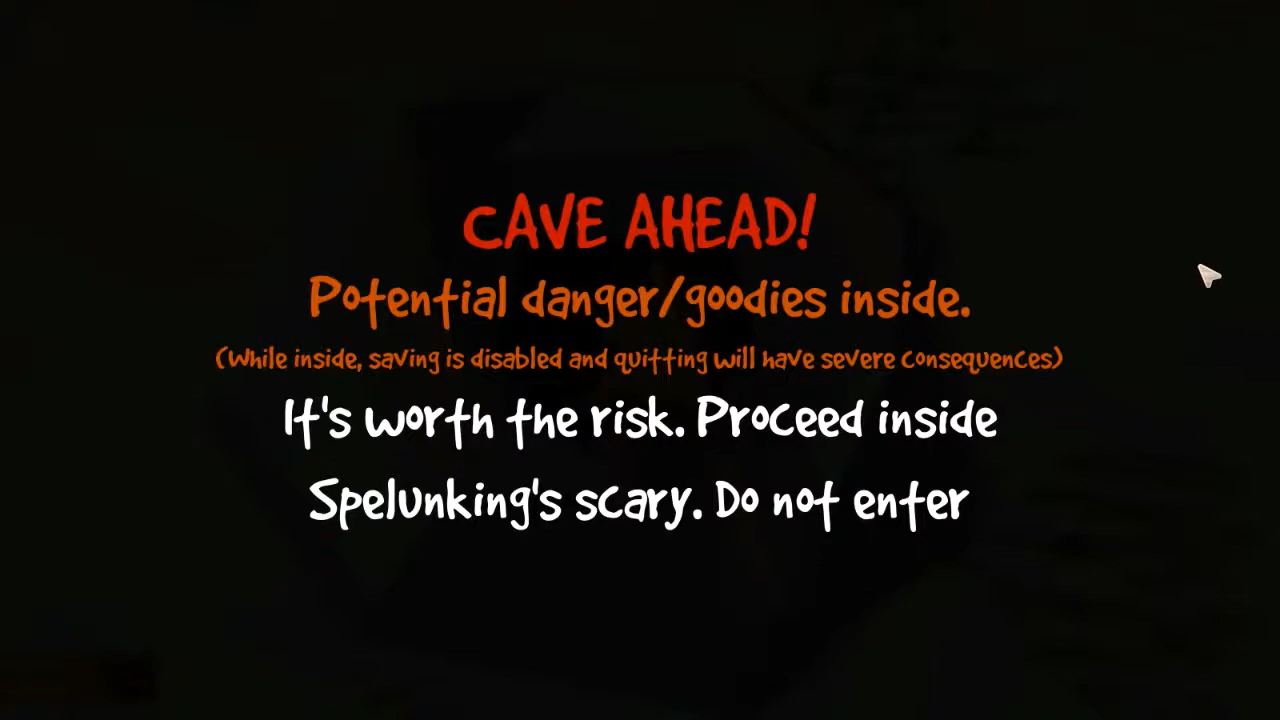 CAVE AHEAD!
Potential danger/goodies inside.
(While inside, saving is disabled and quitting will have severe consequences)
It's worth the risk. Proceed inside
Spelunking's scary. Do not enter